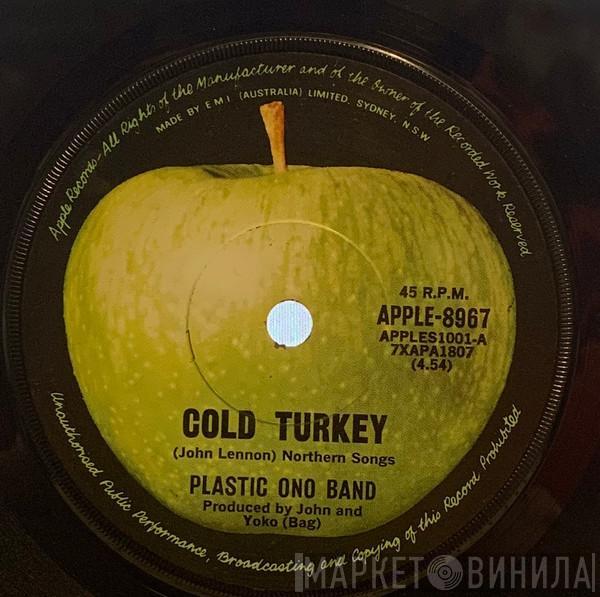 Apple Records-All Rights of the Manufacturer and of the Owner of the Recorded Work Reserved
MADE BY EMI (AUSTRALIA) LIMITED. SYDNEY, NSW
45 R.P.M.
APPLE-8967
APPLES1001-A
7XAPA1807
(4.54)
COLD TURKEY
(John Lennon) Northern Songs
PLASTIC ONO BAND
Produced by John and
Yoko (Bag)
Unauthorised Public Performance, Broadcasting and Copying of this Record Prohibited
МАРКЕТ ВИНИЛА